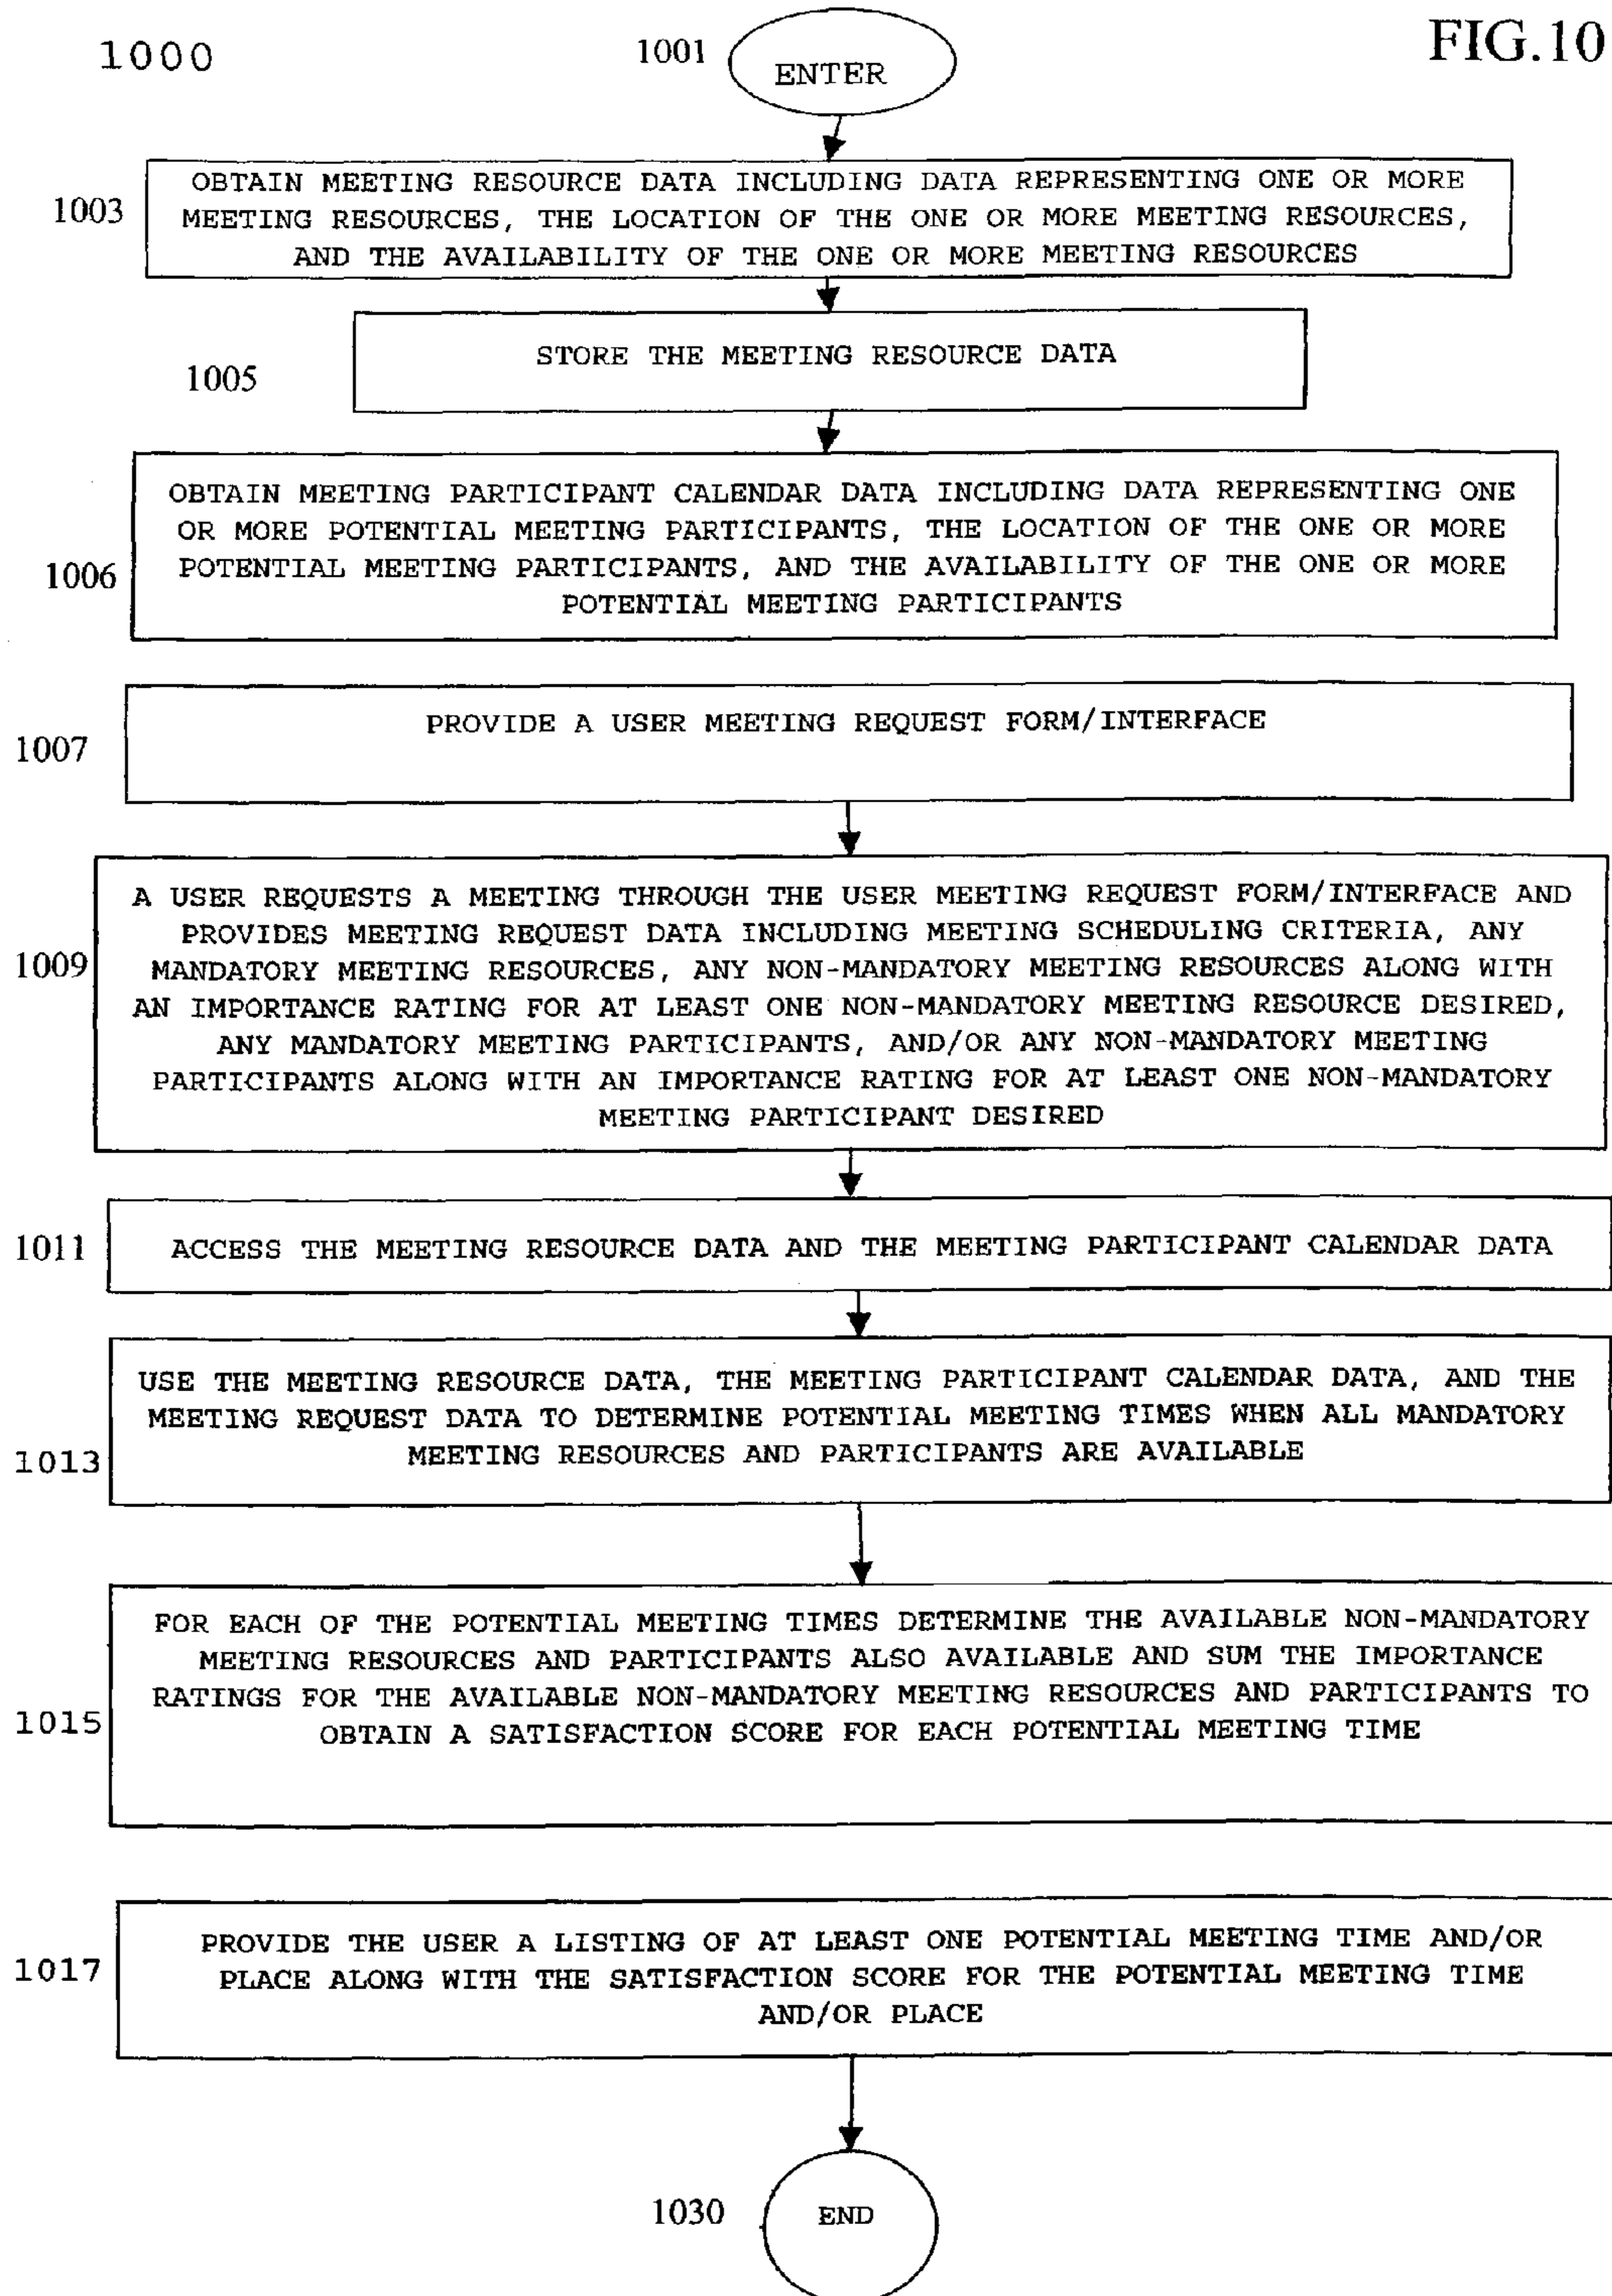 1000
1001
ENTER
FIG.10
1003
OBTAIN MEETING RESOURCE DATA INCLUDING DATA REPRESENTING ONE OR MORE
MEETING RESOURCES, THE LOCATION OF THE ONE OR MORE MEETING RESOURCES,
AND THE AVAILABILITY OF THE ONE OR MORE MEETING RESOURCES
1005
STORE THE MEETING RESOURCE DATA
1006
OBTAIN MEETING PARTICIPANT CALENDAR DATA INCLUDING DATA REPRESENTING ONE
OR MORE POTENTIAL MEETING PARTICIPANTS, THE LOCATION OF THE ONE OR MORE
POTENTIAL MEETING PARTICIPANTS, AND THE AVAILABILITY OF THE ONE OR MORE
POTENTIAL MEETING PARTICIPANTS
1007
PROVIDE A USER MEETING REQUEST FORM/INTERFACE
1009
A USER REQUESTS A MEETING THROUGH THE USER MEETING REQUEST FORM/INTERFACE AND
PROVIDES MEETING REQUEST DATA INCLUDING MEETING SCHEDULING CRITERIA, ANY
MANDATORY MEETING RESOURCES, ANY NON-MANDATORY MEETING RESOURCES ALONG WITH
AN IMPORTANCE RATING FOR AT LEAST ONE NON-MANDATORY MEETING RESOURCE DESIRED,
ANY MANDATORY MEETING PARTICIPANTS, AND/OR ANY NON-MANDATORY MEETING
PARTICIPANTS ALONG WITH AN IMPORTANCE RATING FOR AT LEAST ONE NON-MANDATORY
MEETING PARTICIPANT DESIRED
1011
ACCESS THE MEETING RESOURCE DATA AND THE MEETING PARTICIPANT CALENDAR DATA
1013
USE THE MEETING RESOURCE DATA, THE MEETING PARTICIPANT CALENDAR DATA, AND THE
MEETING REQUEST DATA TO DETERMINE POTENTIAL MEETING TIMES WHEN ALL MANDATORY
MEETING RESOURCES AND PARTICIPANTS ARE AVAILABLE
1015
FOR EACH OF THE POTENTIAL MEETING TIMES DETERMINE THE AVAILABLE NON-MANDATORY
MEETING RESOURCES AND PARTICIPANTS ALSO AVAILABLE AND SUM THE IMPORTANCE
RATINGS FOR THE AVAILABLE NON-MANDATORY MEETING RESOURCES AND PARTICIPANTS TO
OBTAIN A SATISFACTION SCORE FOR EACH POTENTIAL MEETING TIME
1017
PROVIDE THE USER A LISTING OF AT LEAST ONE POTENTIAL MEETING TIME AND/OR
PLACE ALONG WITH THE SATISFACTION SCORE FOR THE POTENTIAL MEETING TIME
AND/OR PLACE
1030
END